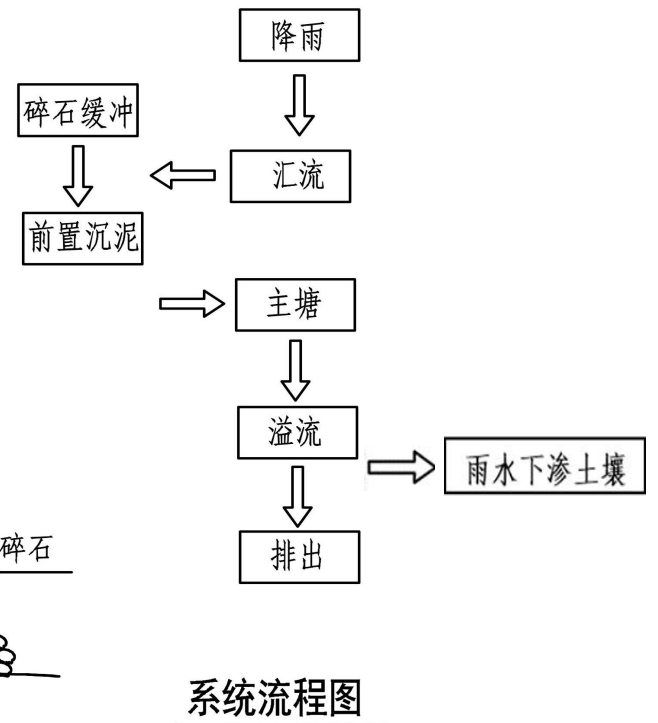 降雨
碎石缓冲
汇流
前置沉泥
主塘
溢流
雨水下渗土壤
碎石
排出
系统流程图